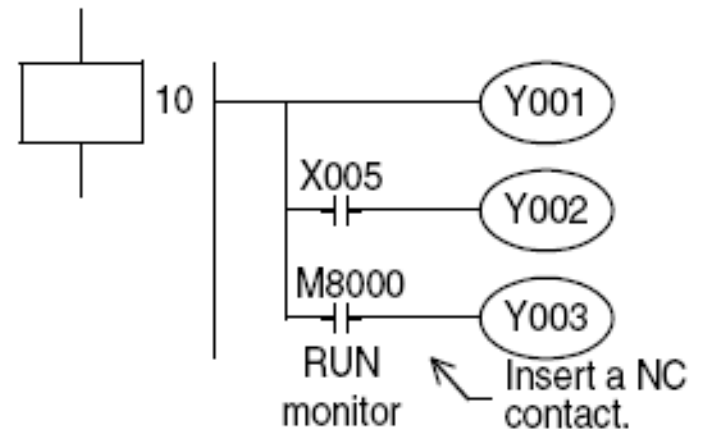 10
Y001
X005
Y002
M8000
Y003
RUN
monitor
Insert a NC
contact.